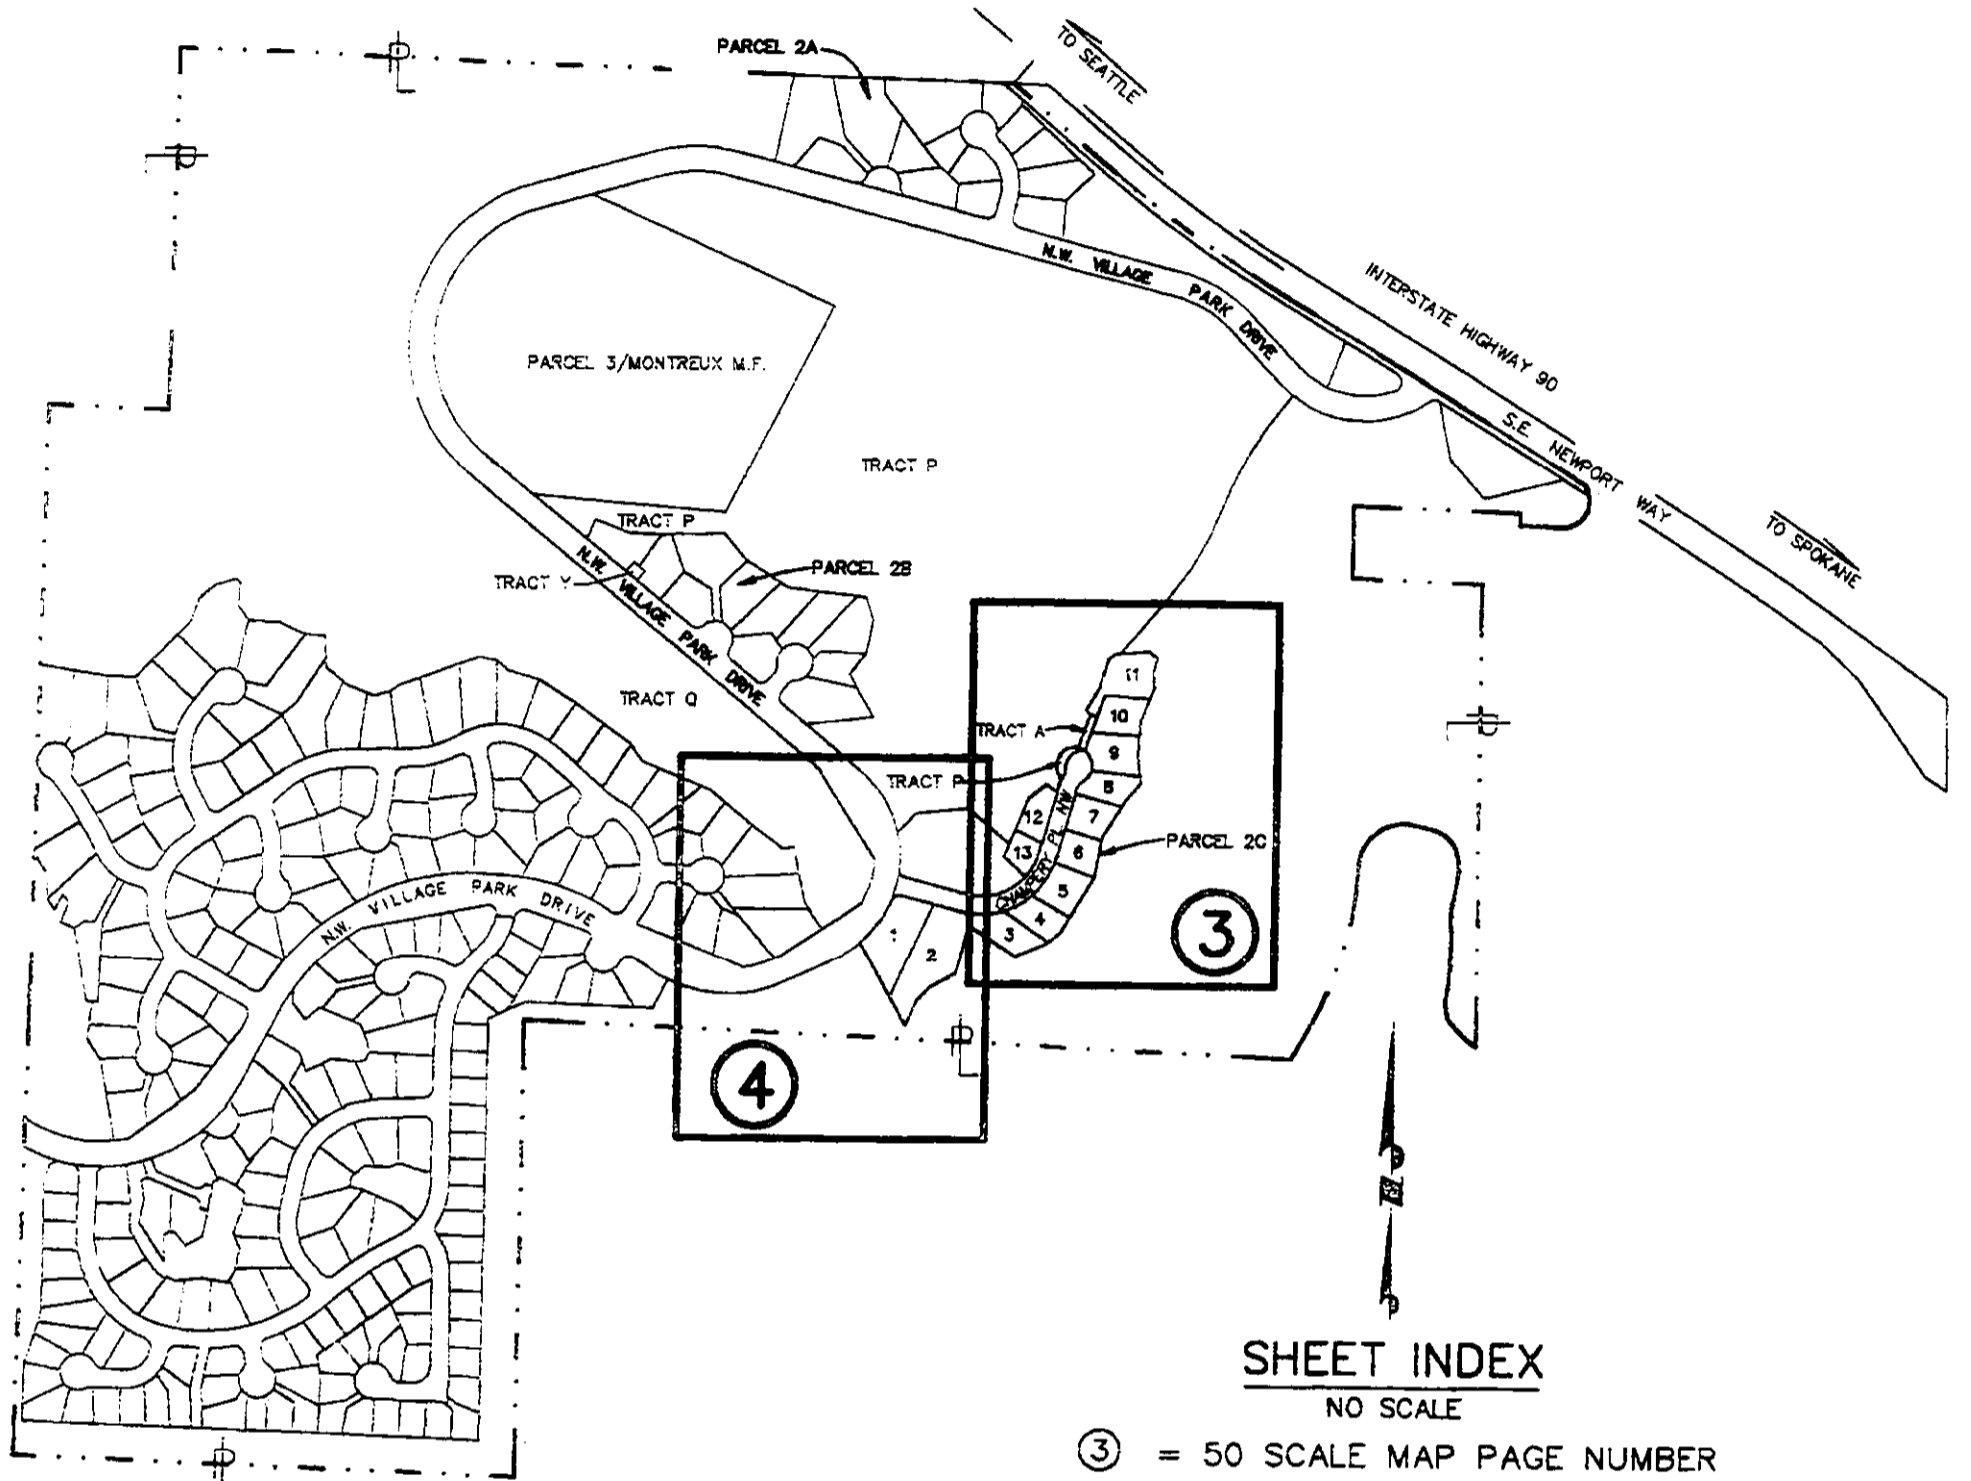 PARCEL 2A
TO SEATTLE
N.W. VILLAGE PARK DRIVE
INTERSTATE HIGHWAY 90
S.E. NEWPORT WAY
TO SPOKANE
PARCEL 3/MONTREUX M.F.
TRACT P
TRACT P
N.W. VILLAGE PARK DRIVE
TRACT Y
PARCEL 2B
TRACT Q
11
10
TRACT A
9
TRACT P
8
12
7
13
6
PARCEL 2C
CHAMPERY PL. NW
5
4
3
1
2
N.W. VILLAGE PARK DRIVE
3
4
SHEET INDEX
NO SCALE
3 = 50 SCALE MAP PAGE NUMBER